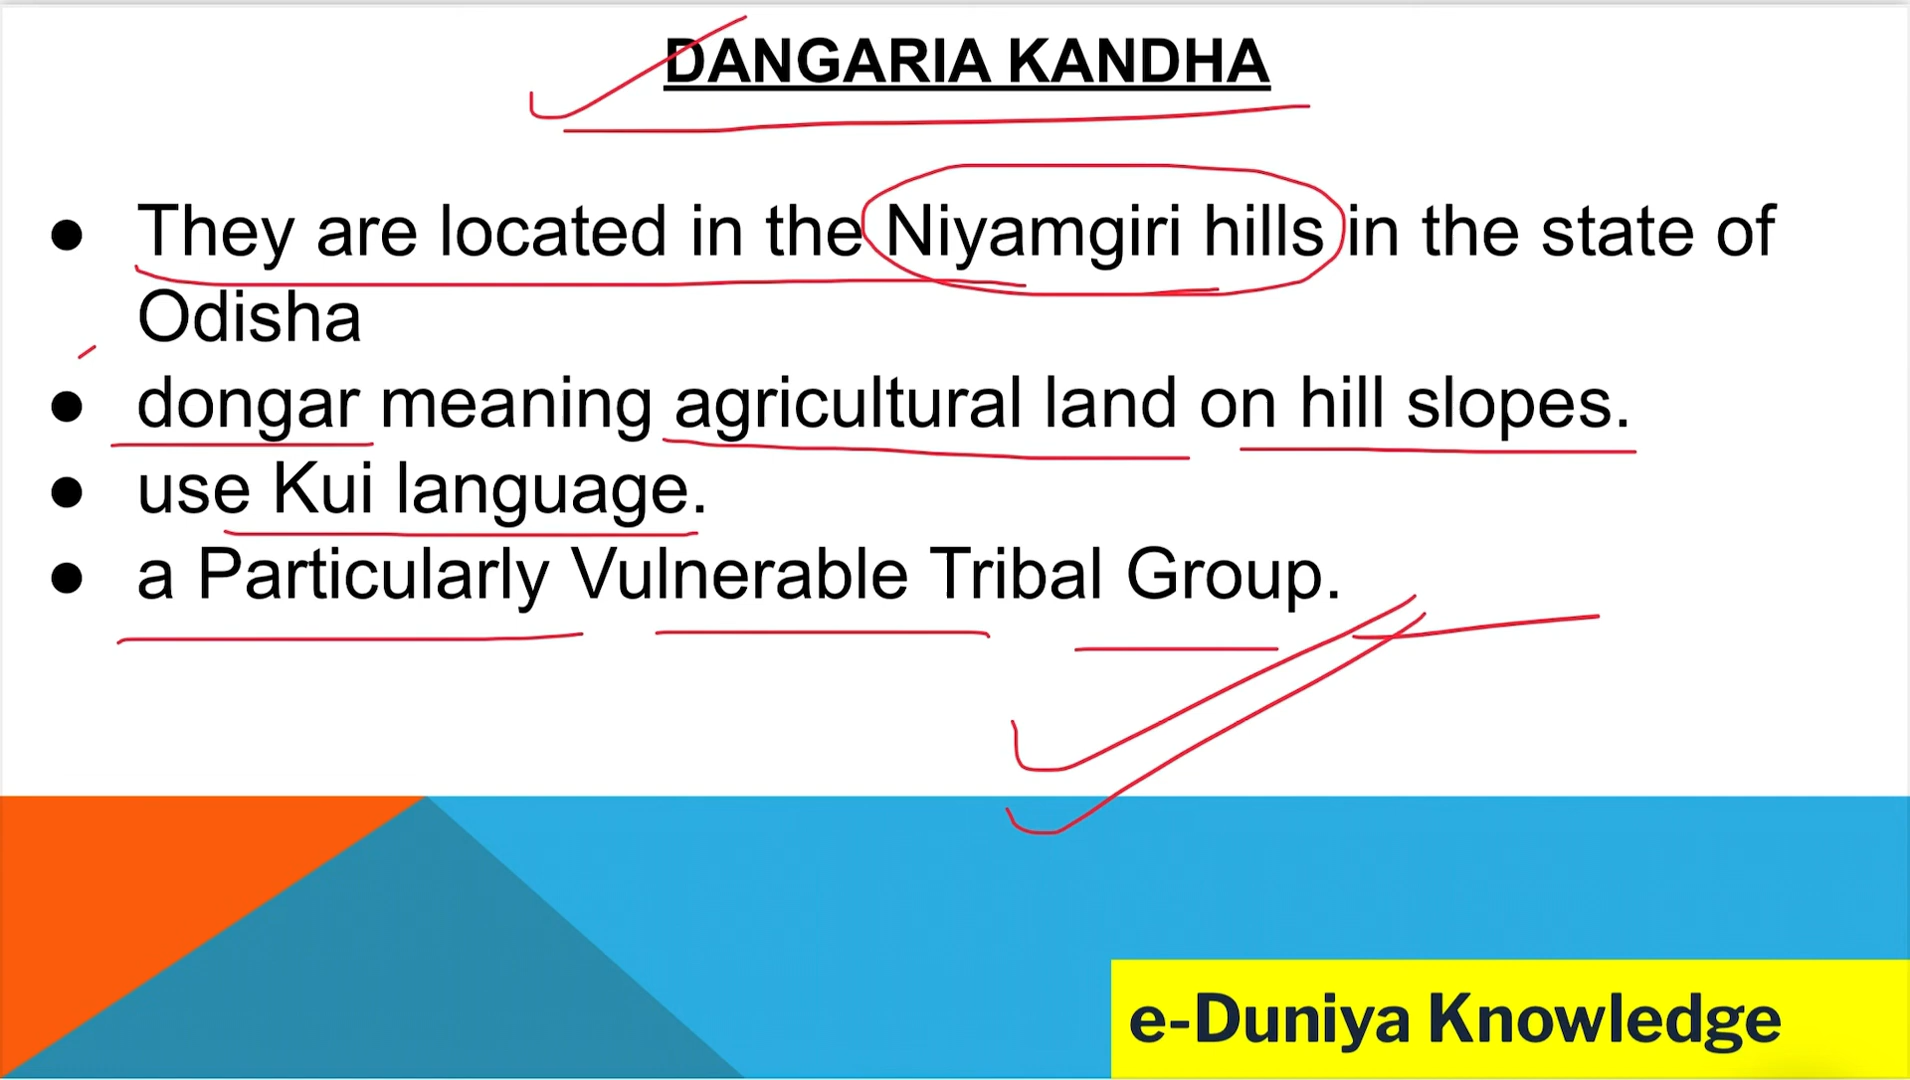 DANGARIA KANDHA
● They are located in the Niyamgiri hills in the state of
Odisha
● dongar meaning agricultural land on hill slopes.
● use Kui language.
● a Particularly Vulnerable Tribal Group.
e-Duniya Knowledge